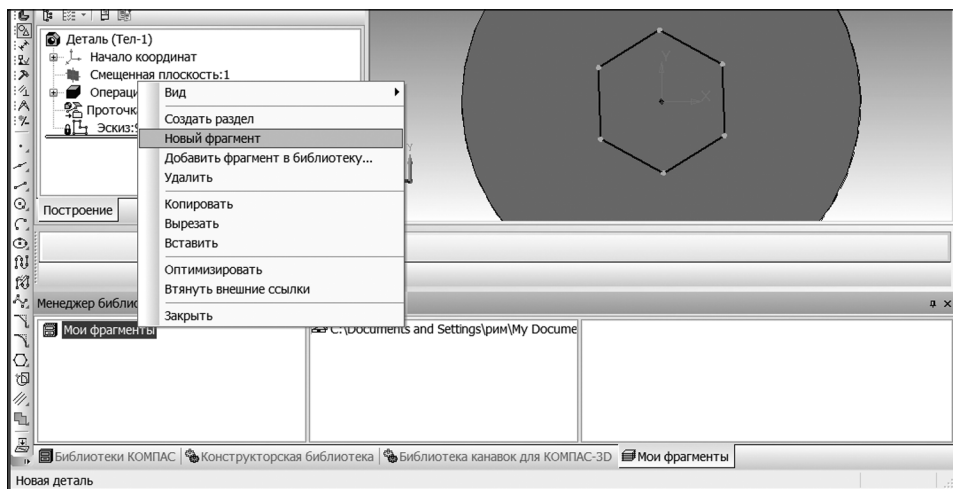 Деталь (Тел-1)
Начало координат
Смещенная плоскость:1
Операци
Проточк
Эскиз:
Построение
Вид
Создать раздел
Новый фрагмент
Добавить фрагмент в библиотеку...
Удалить
Копировать
Вырезать
Вставить
Оптимизировать
Втянуть внешние ссылки
Закрыть
Y
X
Y
Менеджер библио
Мои фрагменты
C:\Documents and Settings\рим\My Docume
Библиотеки КОМПАС
Конструкторская библиотека
Библиотека канавок для КОМПАС-3D
Мои фрагменты
Новая деталь